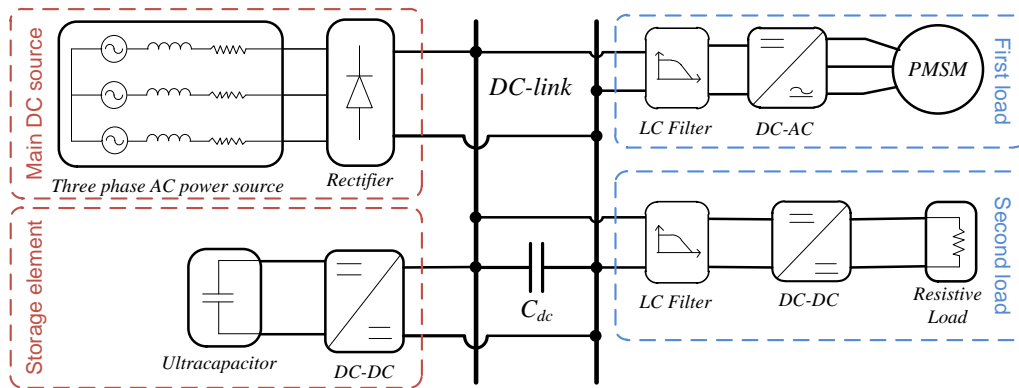 Main DC source
Three phase AC power source
Rectifier
DC-link
LC Filter
DC-AC
PMSM
First load
Storage element
Ultracapacitor
DC-DC
C_dc
LC Filter
DC-DC
Resistive
Load
Second load